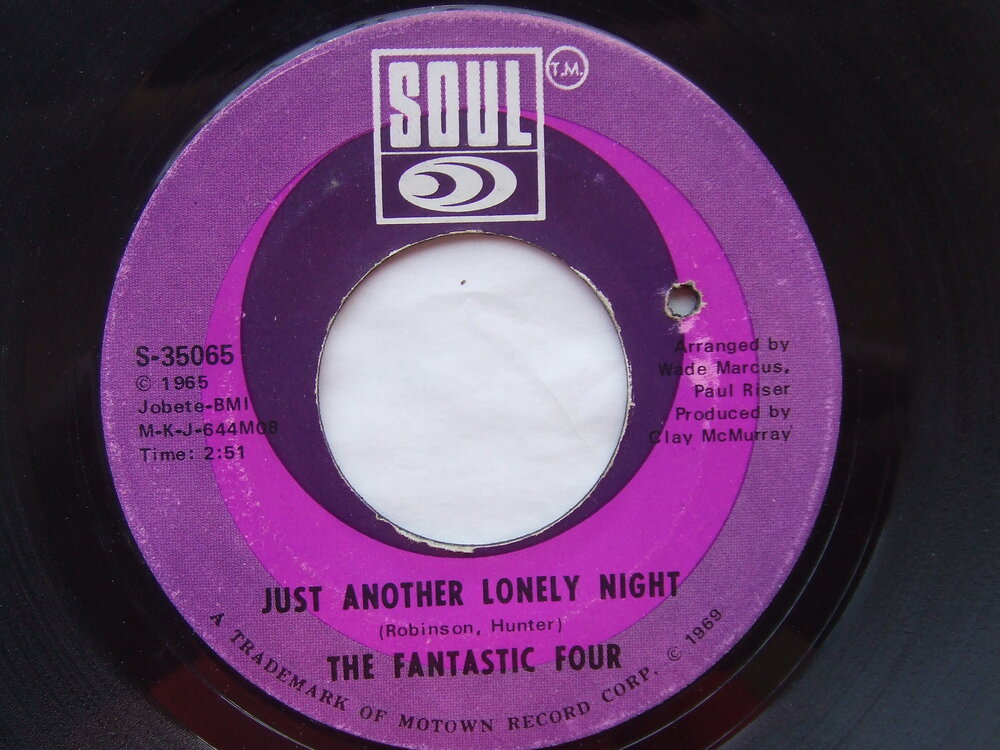 SOUL
T.M.
S-35065
© 1965
Jobete-BMI
M-K-J-644M08
Time: 2:51
Arranged by
Wade Marcus,
Paul Riser
Produced by
Clay McMurray
JUST ANOTHER LONELY NIGHT
(Robinson, Hunter)
THE FANTASTIC FOUR
A TRADEMARK OF MOTOWN RECORD CORP. © 1969